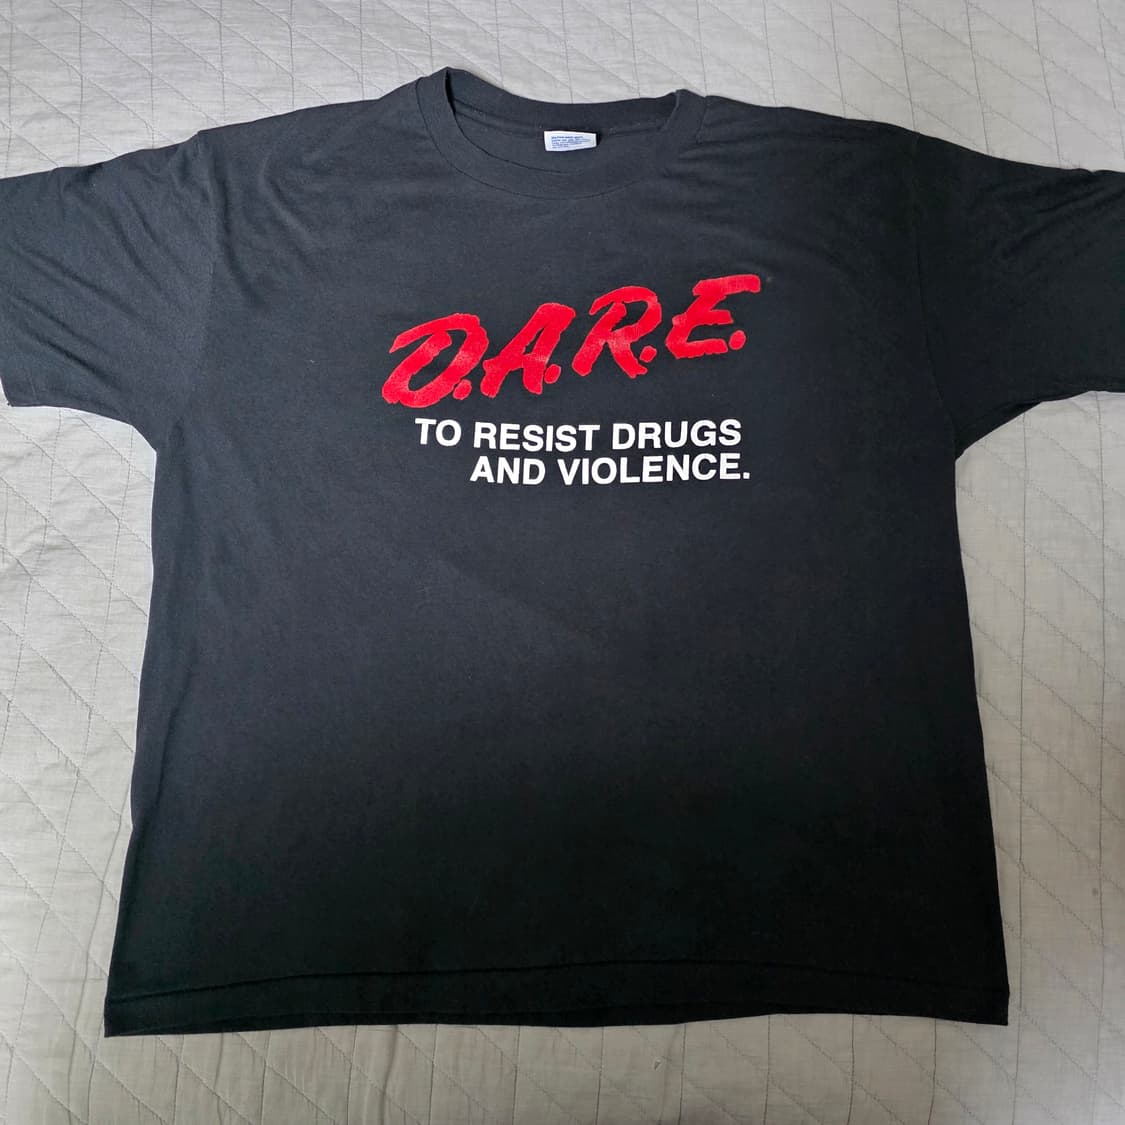 D.A.R.E.
TO RESIST DRUGS
AND VIOLENCE.